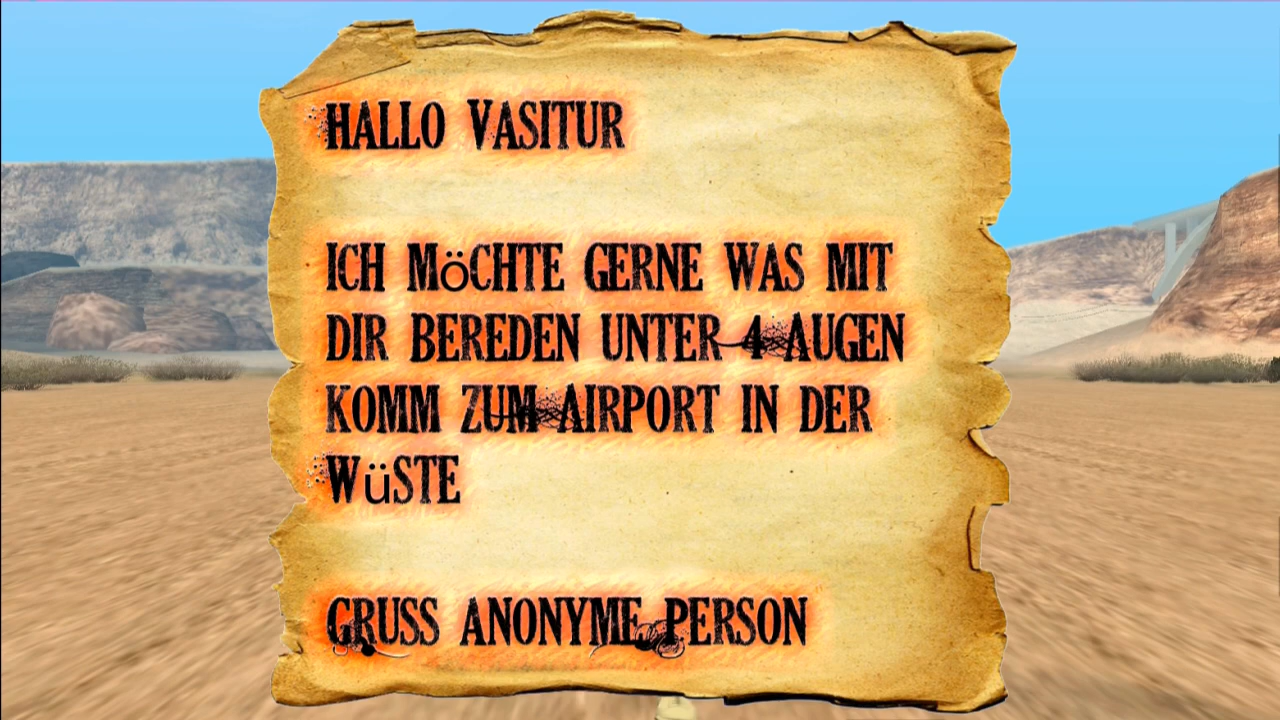 HALLO VASITUR
ICH MöCHTE GERNE WAS MIT
DIR BEREDEN UNTER 4 AUGEN
KOMM ZUM AIRPORT IN DER
WüSTE
GRUSS ANONYME PERSON